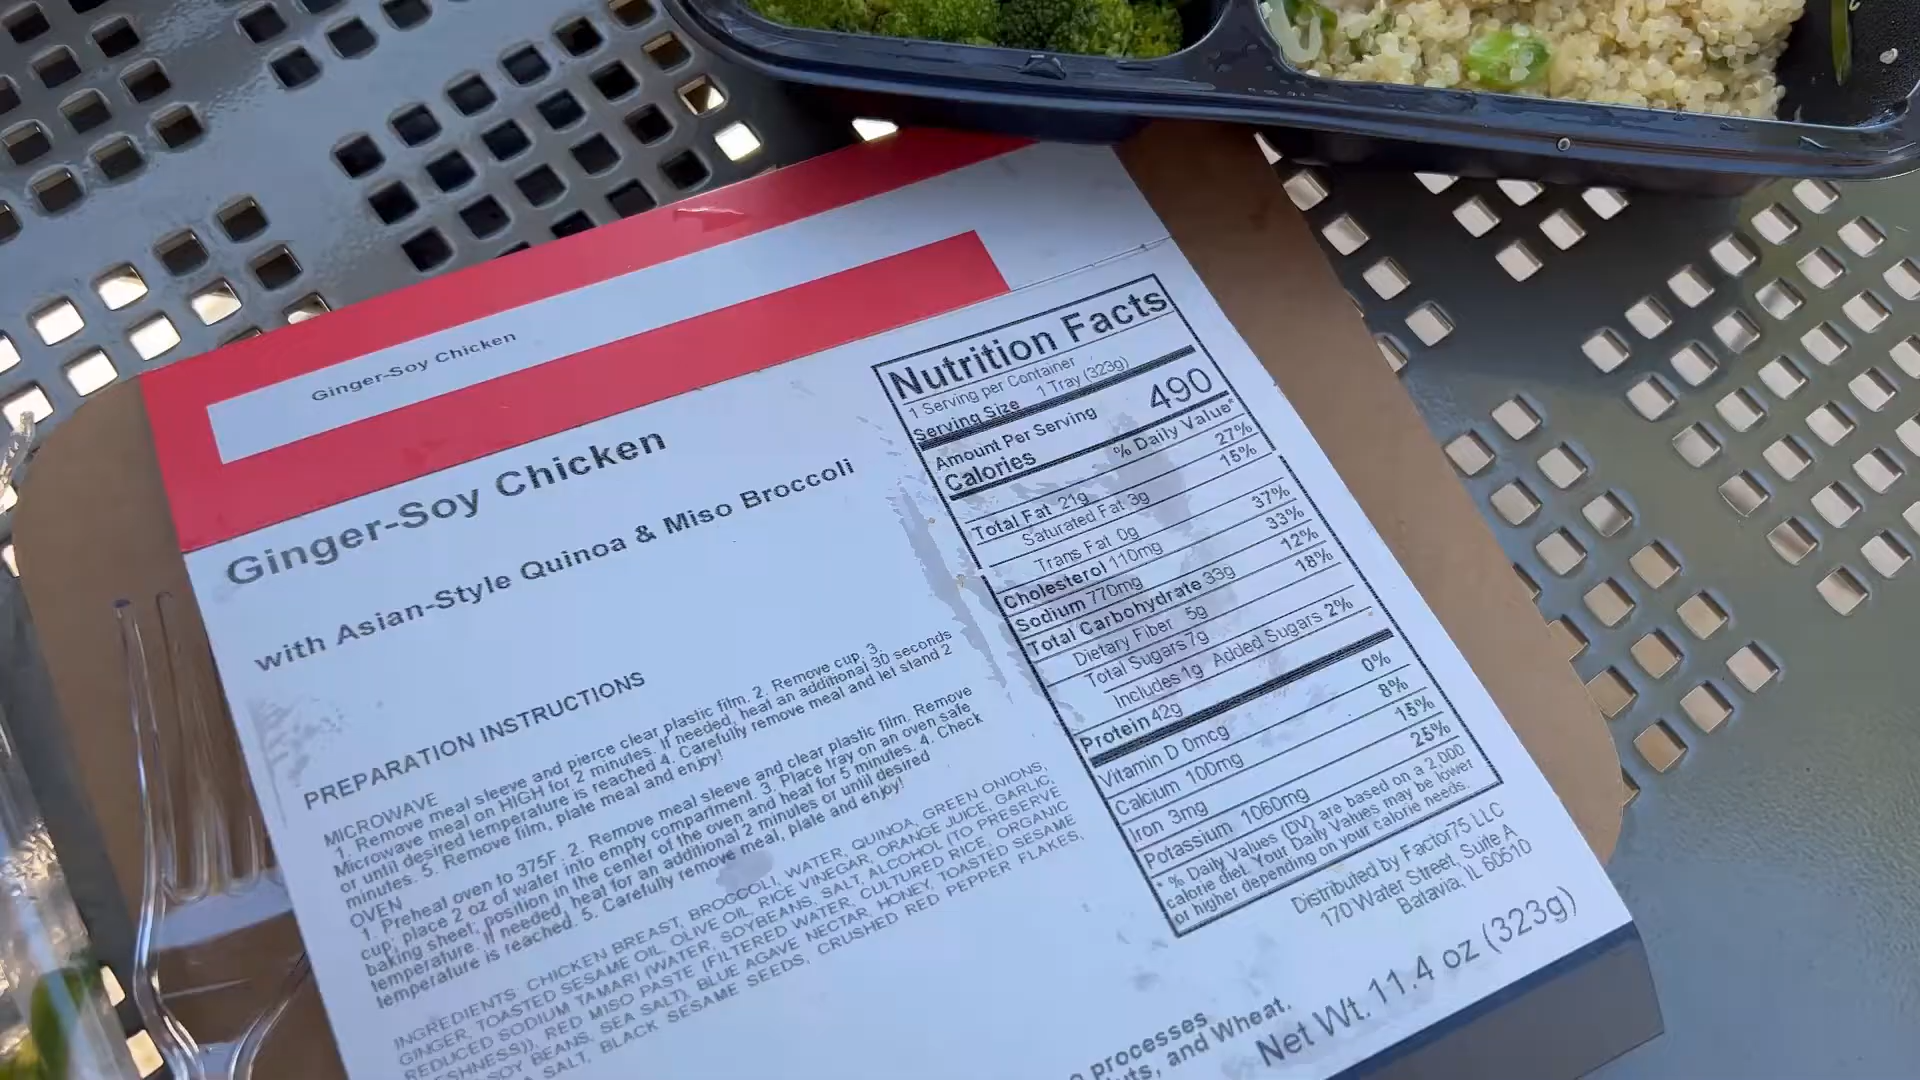 Ginger-Soy Chicken
Ginger-Soy Chicken
with Asian-Style Quinoa & Miso Broccoli
PREPARATION INSTRUCTIONS
MICROWAVE
1. Remove meal sleeve and pierce clear plastic film. 2. Remove cup. 3.
Microwave meal on HIGH for 2 minutes. If needed, heat an additional 30 seconds
or until desired temperature is reached 4. Carefully remove meal and let stand 2
minutes. 5. Remove film, plate meal and enjoy!
OVEN
1. Preheat oven to 375F. 2. Remove meal sleeve and clear plastic film. Remove
cup; place 2 oz of water into empty compartment. 3. Place tray on an oven safe
baking sheet; position in the center of the oven and heat for 5 minutes. 4. Check
temperature. If needed, heat for an additional 2 minutes or until desired
temperature is reached. 5. Carefully remove meal, plate and enjoy!
INGREDIENTS: CHICKEN BREAST, BROCCOLI, WATER, QUINOA, GREEN ONIONS,
GINGER, TOASTED SESAME OIL, OLIVE OIL, RICE VINEGAR, ORANGE JUICE, GARLIC,
REDUCED SODIUM TAMARI (WATER, SOYBEANS, SALT, ALCOHOL (TO PRESERVE
FRESHNESS)), RED MISO PASTE (FILTERED WATER, CULTURED RICE, ORGANIC
SOY BEANS, SEA SALT), BLUE AGAVE NECTAR, HONEY, TOASTED SESAME
SALT, BLACK SESAME SEEDS, CRUSHED RED PEPPER FLAKES,
Nutrition Facts
1 Serving per Container
Serving Size 1 Tray (323g)
Amount Per Serving
Calories 490
% Daily Value*
Total Fat 21g 27%
Saturated Fat 3g 15%
Trans Fat 0g
Cholesterol 110mg 37%
Sodium 770mg 33%
Total Carbohydrate 33g 12%
Dietary Fiber 5g 18%
Total Sugars 7g
Includes 1g Added Sugars 2%
Protein 42g
Vitamin D 0mcg 0%
Calcium 100mg 8%
Iron 3mg 15%
Potassium 1060mg 25%
* % Daily Values (DV) are based on a 2,000
calorie diet. Your Daily Values may be lower
or higher depending on your calorie needs.
Distributed by Factor75 LLC
170 Water Street, Suite A
Batavia, IL 60510
processes
and Wheat.
Net Wt. 11.4 oz (323g)